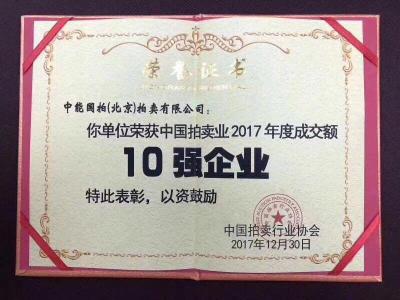 荣誉证书
中能国拍(北京)拍卖有限公司：
你单位荣获中国拍卖业2017年度成交额
10强企业
特此表彰，以资鼓励
中国拍卖行业协会
2017年12月30日